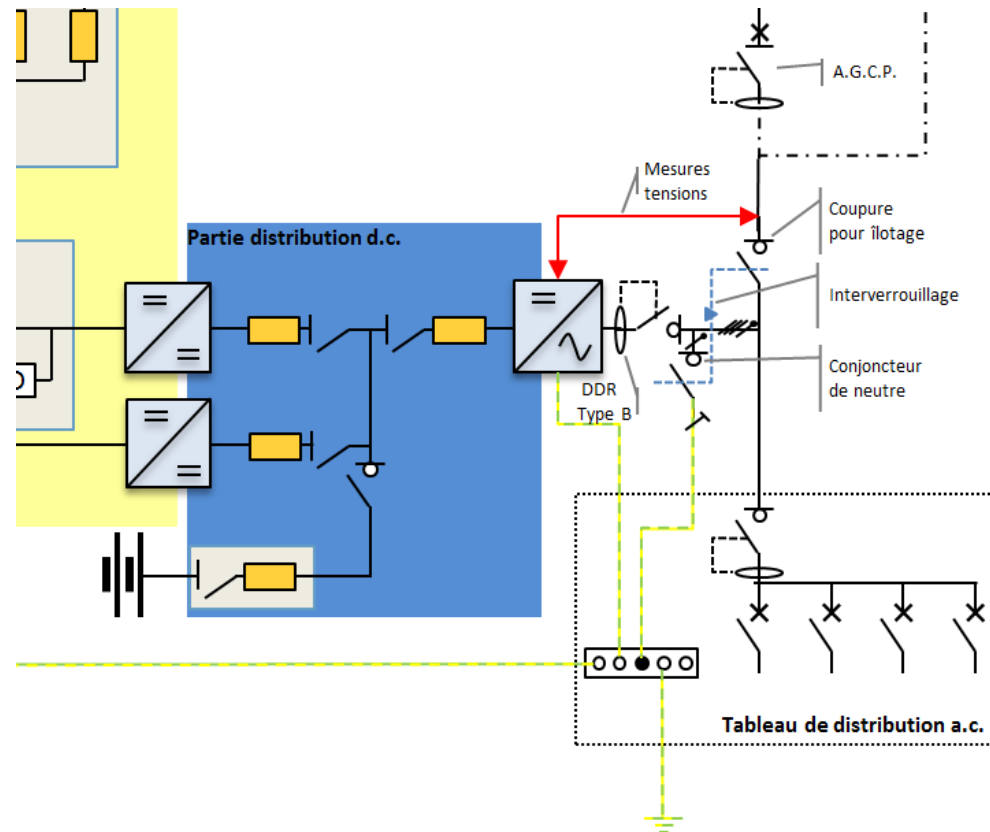 A.G.C.P.
Mesures
tensions
Coupure
pour îlotage
Partie distribution d.c.
Interverrouillage
Conjoncteur
de neutre
DDR
Type B
Tableau de distribution a.c.